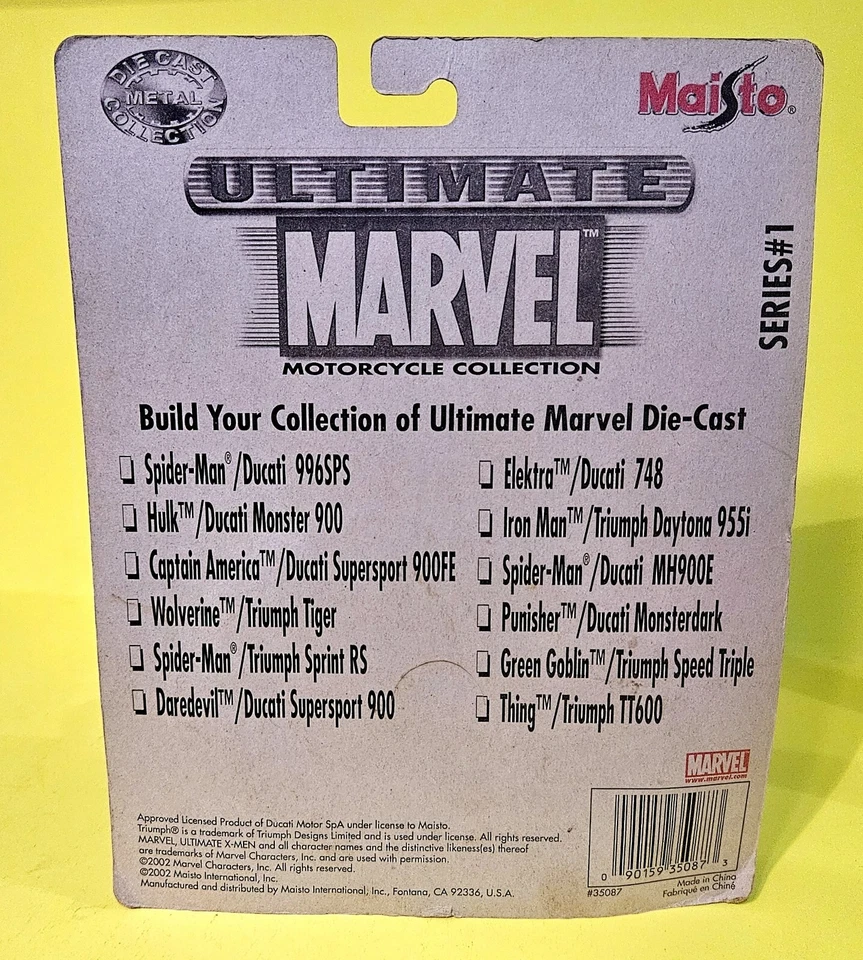 DIE CAST
METAL
COLLECTION
Maisto®
ULTIMATE
MARVEL™
MOTORCYCLE COLLECTION
SERIES#1
Build Your Collection of Ultimate Marvel Die-Cast
❏ Spider-Man®/Ducati 996SPS
❏ Hulk™/Ducati Monster 900
❏ Captain America™/Ducati Supersport 900FE
❏ Wolverine™/Triumph Tiger
❏ Spider-Man®/Triumph Sprint RS
❏ Daredevil™/Ducati Supersport 900
❏ Elektra™/Ducati 748
❏ Iron Man™/Triumph Daytona 955i
❏ Spider-Man®/Ducati MH900E
❏ Punisher™/Ducati Monsterdark
❏ Green Goblin™/Triumph Speed Triple
❏ Thing™/Triumph TT600
Approved Licensed Product of Ducati Motor SpA under license to Maisto.
Triumph® is a trademark of Triumph Designs Limited and is used under license. All rights reserved.
MARVEL, ULTIMATE X-MEN and all character names and the distinctive likeness(es) thereof
are trademarks of Marvel Characters, Inc. and are used with permission.
©2002 Marvel Characters, Inc. All rights reserved.
©2002 Maisto International, Inc.
Manufactured and distributed by Maisto International, Inc., Fontana, CA 92336, U.S.A.
MARVEL
www.marvel.com
0 90159 35087 3
#35087
Made in China
Fabriqué en Chine